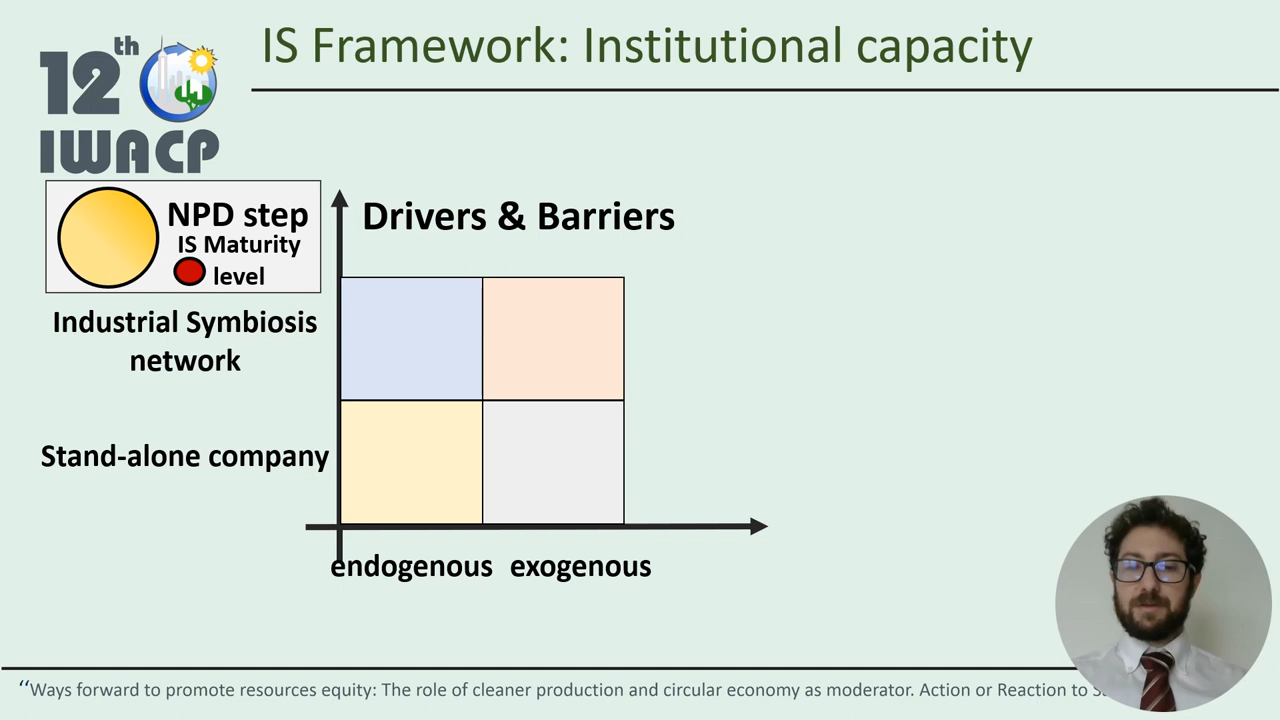 12th
IWACP
IS Framework: Institutional capacity
NPD step
IS Maturity
level
Drivers & Barriers
Industrial Symbiosis
network
Stand-alone company
endogenous exogenous
“Ways forward to promote resources equity: The role of cleaner production and circular economy as moderator. Action or Reaction to